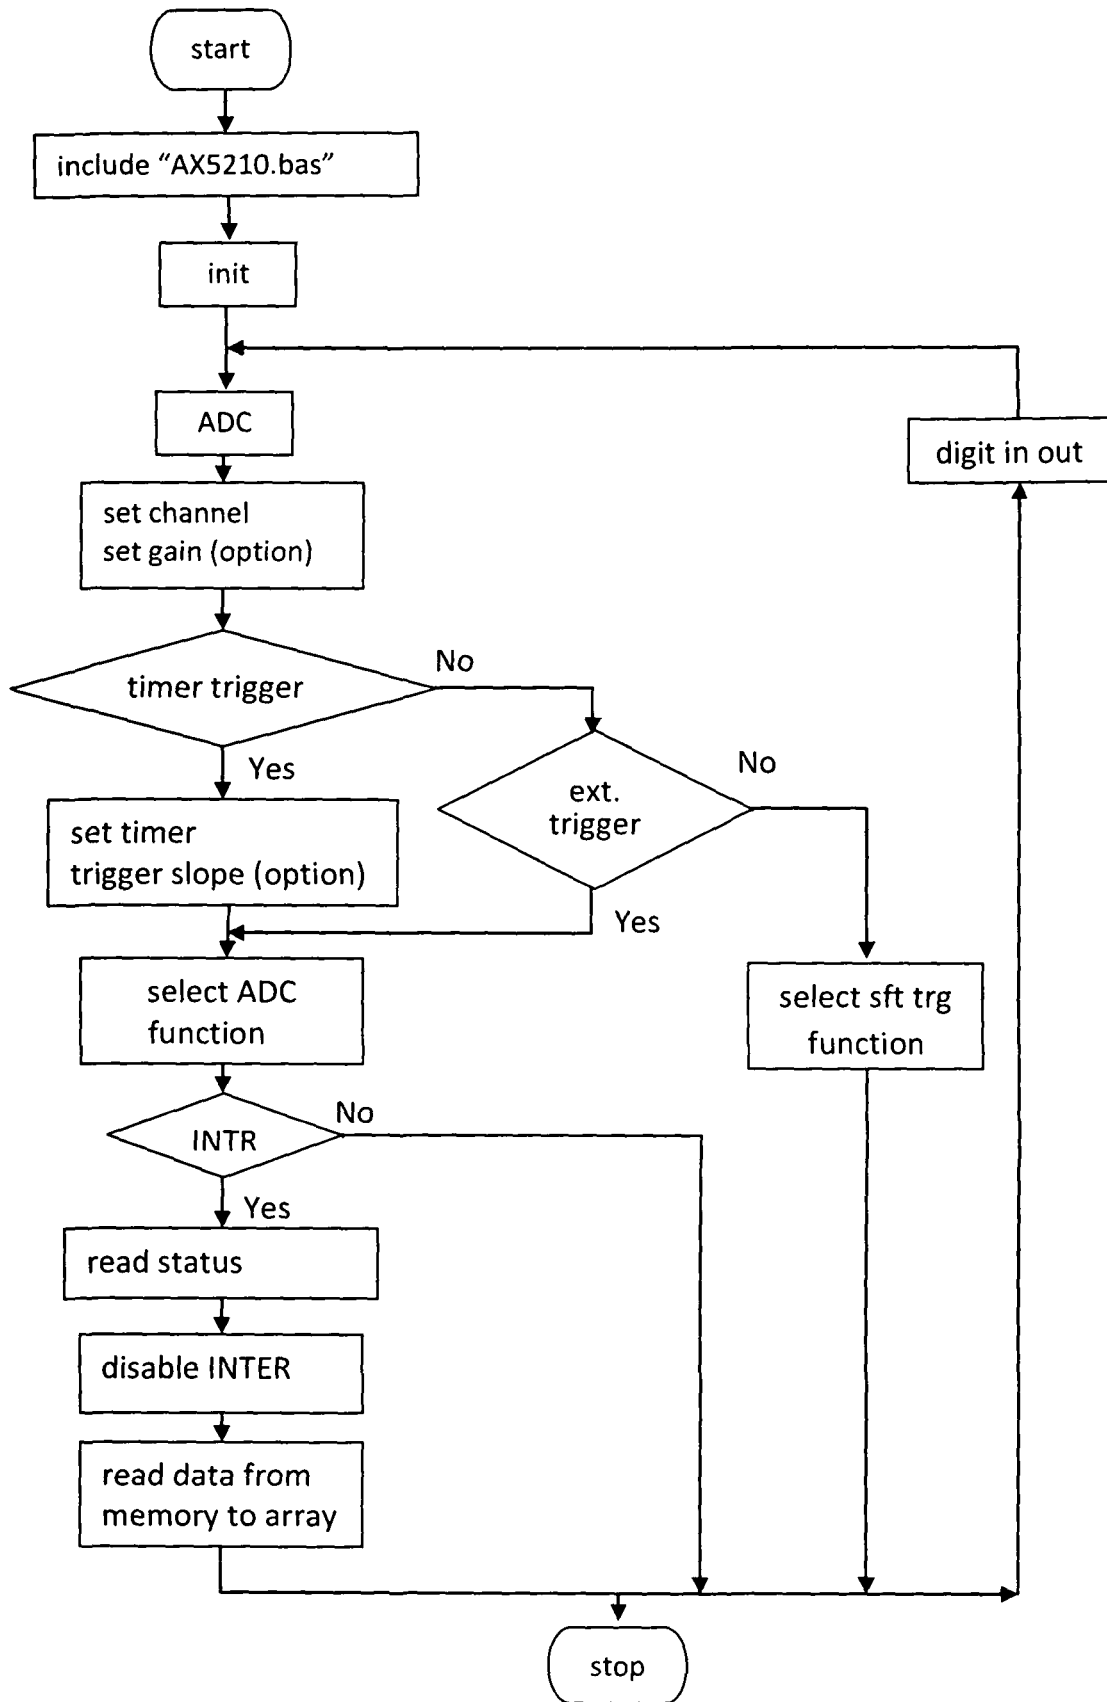 start
include “AX5210.bas”
init
ADC
digit in out
set channel
set gain (option)
No
timer trigger
Yes
No
ext.
trigger
set timer
trigger slope (option)
Yes
select ADC
function
select sft trg
function
No
INTR
Yes
read status
disable INTER
read data from
memory to array
stop